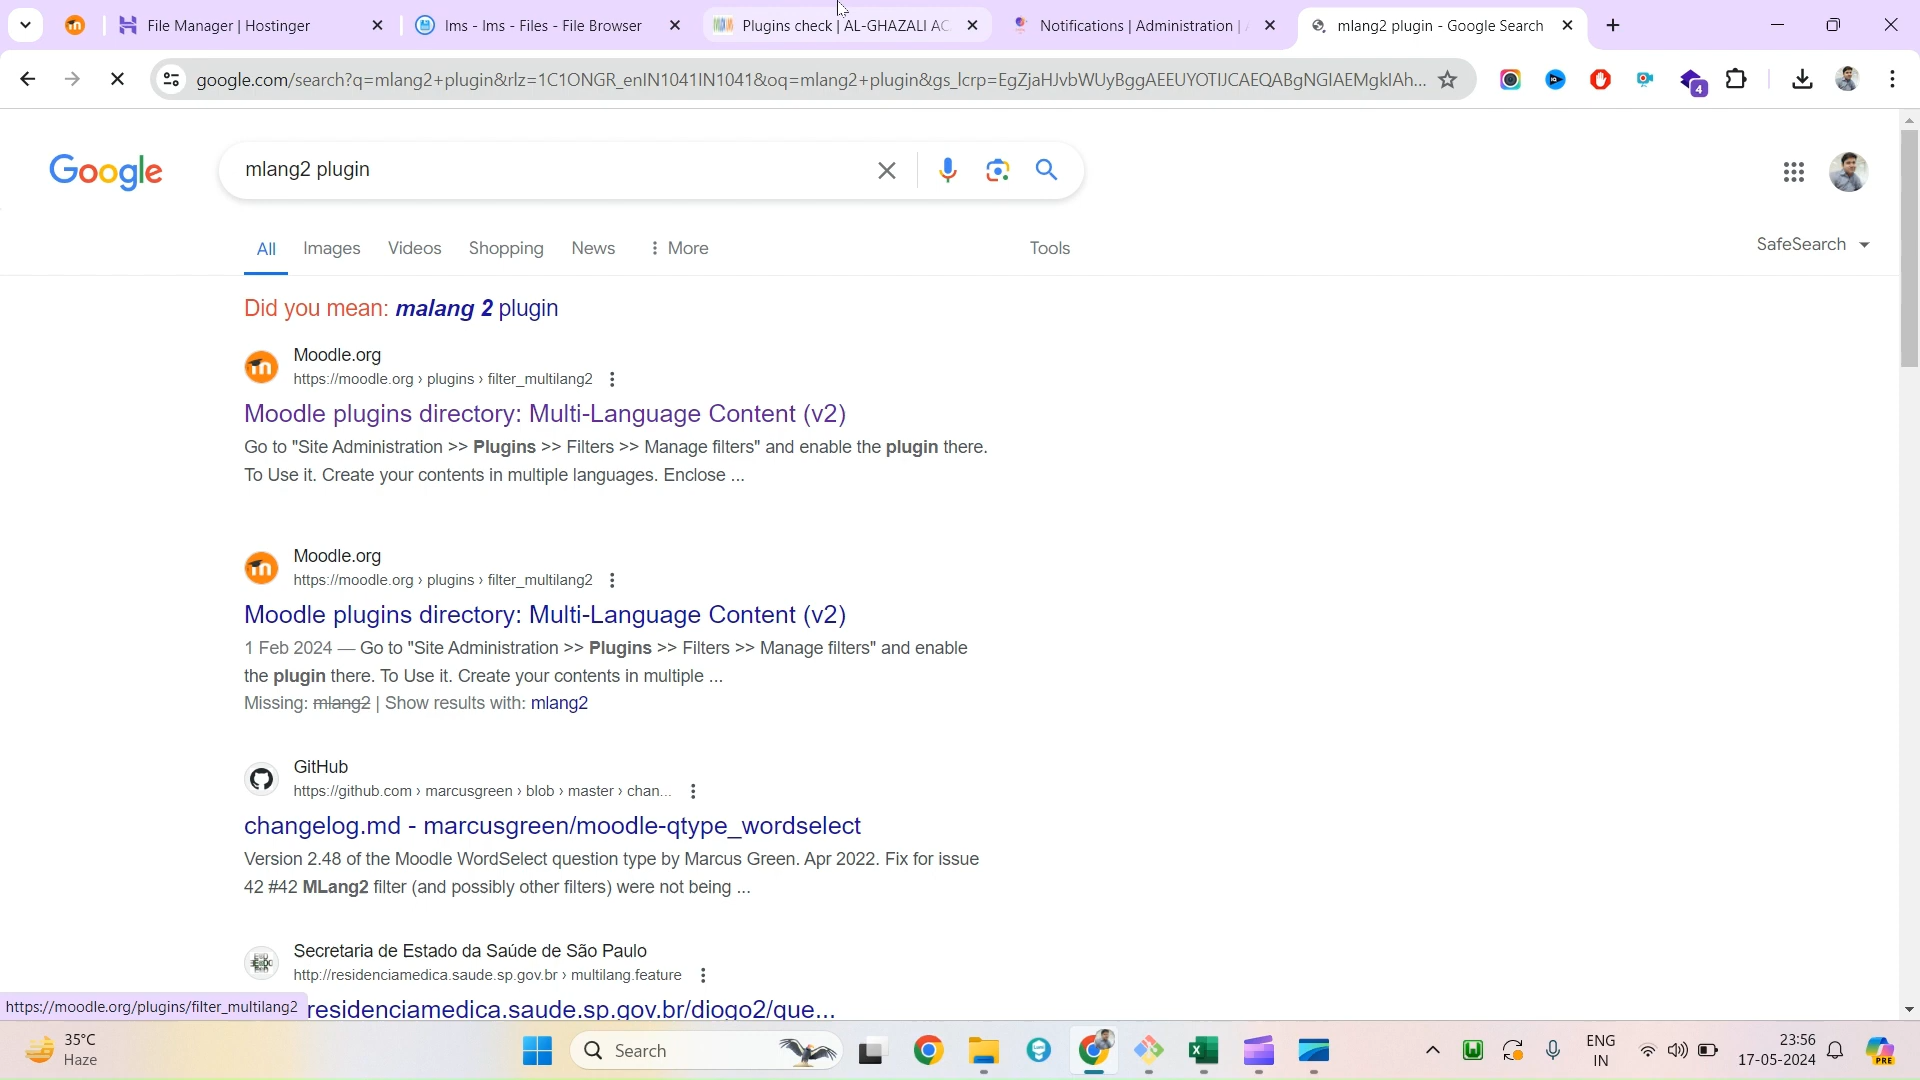 File Manager | Hostinger
lms - lms - Files - File Browser
Plugins check | AL-GHAZALI AC
Notifications | Administration |
mlang2 plugin - Google Search
google.com/search?q=mlang2+plugin&rlz=1C1ONGR_enIN1041IN1041&oq=mlang2+plugin&gs_lcrp=EgZjaHJvbWUyBggAEEUYOTIJCAEQABgNGIAEMgkIAh...
4
Google
mlang2 plugin
All
Images
Videos
Shopping
News
More
Tools
SafeSearch
Did you mean: malang 2 plugin
Moodle.org
https://moodle.org › plugins › filter_multilang2
Moodle plugins directory: Multi-Language Content (v2)
Go to "Site Administration >> Plugins >> Filters >> Manage filters" and enable the plugin there.
To Use it. Create your contents in multiple languages. Enclose ...
Moodle.org
https://moodle.org › plugins › filter_multilang2
Moodle plugins directory: Multi-Language Content (v2)
1 Feb 2024 — Go to "Site Administration >> Plugins >> Filters >> Manage filters" and enable
the plugin there. To Use it. Create your contents in multiple ...
Missing: mlang2 | Show results with: mlang2
GitHub
https://github.com › marcusgreen › blob › master › chan...
changelog.md - marcusgreen/moodle-qtype_wordselect
Version 2.48 of the Moodle WordSelect question type by Marcus Green. Apr 2022. Fix for issue
42 #42 MLang2 filter (and possibly other filters) were not being ...
Secretaria de Estado da Saúde de São Paulo
http://residenciamedica.saude.sp.gov.br › multilang.feature
residenciamedica.saude.sp.gov.br/diogo2/que...
https://moodle.org/plugins/filter_multilang2
35°C
Haze
Search
ENG
IN
23:56
17-05-2024
PRE